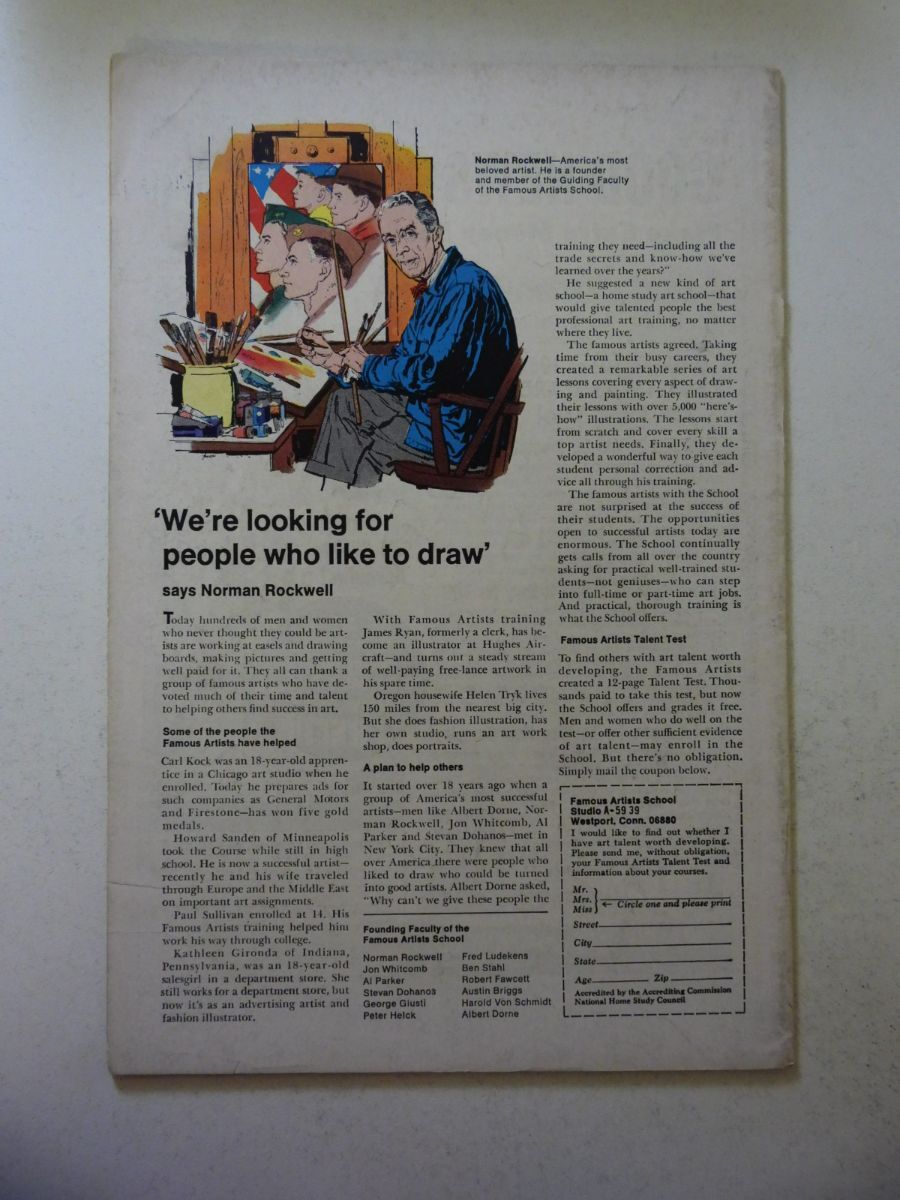 Norman Rockwell—America's most
beloved artist. He is a founder
and member of the Guiding Faculty
of the Famous Artists School.
'We're looking for
people who like to draw'
says Norman Rockwell
Today hundreds of men and women
who never thought they could be art-
ists are working at easels and drawing
boards, making pictures and getting
well paid for it. They all can thank a
group of famous artists who have de-
voted much of their time and talent
to helping others find success in art.
Some of the people the
Famous Artists have helped
Carl Kock was an 18-year-old appren-
tice in a Chicago art studio when he
enrolled. Today he prepares ads for
such companies as General Motors
and Firestone—has won five gold
medals.
Howard Sanden of Minneapolis
took the Course while still in high
school. He is now a successful artist—
recently he and his wife traveled
through Europe and the Middle East
on important art assignments.
Paul Sullivan enrolled at 14. His
Famous Artists training helped him
work his way through college.
Kathleen Gironda of Indiana,
Pennsylvania, was an 18-year-old
salesgirl in a department store. She
still works for a department store, but
now it's as an advertising artist and
fashion illustrator.
With Famous Artists training
James Ryan, formerly a clerk, has be-
come an illustrator at Hughes Air-
craft—and turns out a steady stream
of well-paying free-lance artwork in
his spare time.
Oregon housewife Helen Tryk lives
150 miles from the nearest big city.
But she does fashion illustration, has
her own studio, runs an art work
shop, does portraits.
A plan to help others
It started over 18 years ago when a
group of America's most successful
artists—men like Albert Dorne, Nor-
man Rockwell, Jon Whitcomb, Al
Parker and Stevan Dohanos—met in
New York City. They knew that all
over America there were people who
liked to draw who could be turned
into good artists. Albert Dorne asked,
"Why can't we give these people the
training they need—including all the
trade secrets and know-how we've
learned over the years?"
He suggested a new kind of art
school—a home study art school—that
would give talented people the best
professional art training, no matter
where they live.
The famous artists agreed. Taking
time from their busy careers, they
created a remarkable series of art
lessons covering every aspect of draw-
ing and painting. They illustrated
their lessons with over 5,000 "here's-
how" illustrations. The lessons start
from scratch and cover every skill a
top artist needs. Finally, they de-
veloped a wonderful way to give each
student personal correction and ad-
vice all through his training.
The famous artists with the School
are not surprised at the success of
their students. The opportunities
open to successful artists today are
enormous. The School continually
gets calls from all over the country
asking for practical well-trained stu-
dents—not geniuses—who can step
into full-time or part-time art jobs.
And practical, thorough training is
what the School offers.
Famous Artists Talent Test
To find others with art talent worth
developing, the Famous Artists
created a 12-page Talent Test. Thou-
sands paid to take this test, but now
the School offers and grades it free.
Men and women who do well on the
test—or offer other sufficient evidence
of art talent—may enroll in the
School. But there's no obligation.
Simply mail the coupon below.
Founding Faculty of the
Famous Artists School
Norman Rockwell
Jon Whitcomb
Al Parker
Stevan Dohanos
George Giusti
Peter Helck
Fred Ludekens
Ben Stahl
Robert Fawcett
Austin Briggs
Harold Von Schmidt
Albert Dorne
Famous Artists School
Studio A-59 39
Westport, Conn. 06880
I would like to find out whether I
have art talent worth developing.
Please send me, without obligation,
your Famous Artists Talent Test and
information about your courses.
Mr.
Mrs.
Miss
← Circle one and please print
Street
City
State
Age Zip
Accredited by the Accrediting Commission
National Home Study Council